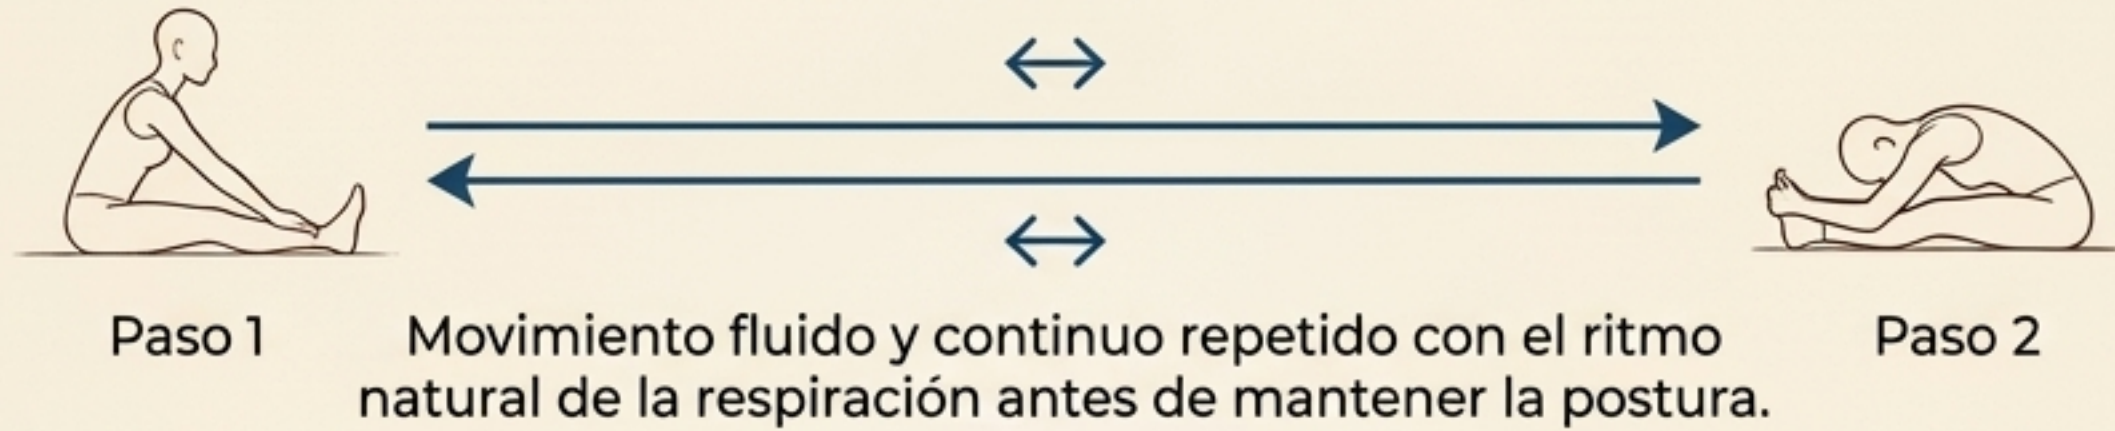 Paso 1
Movimiento fluido y continuo repetido con el ritmo
natural de la respiración antes de mantener la postura.
Paso 2